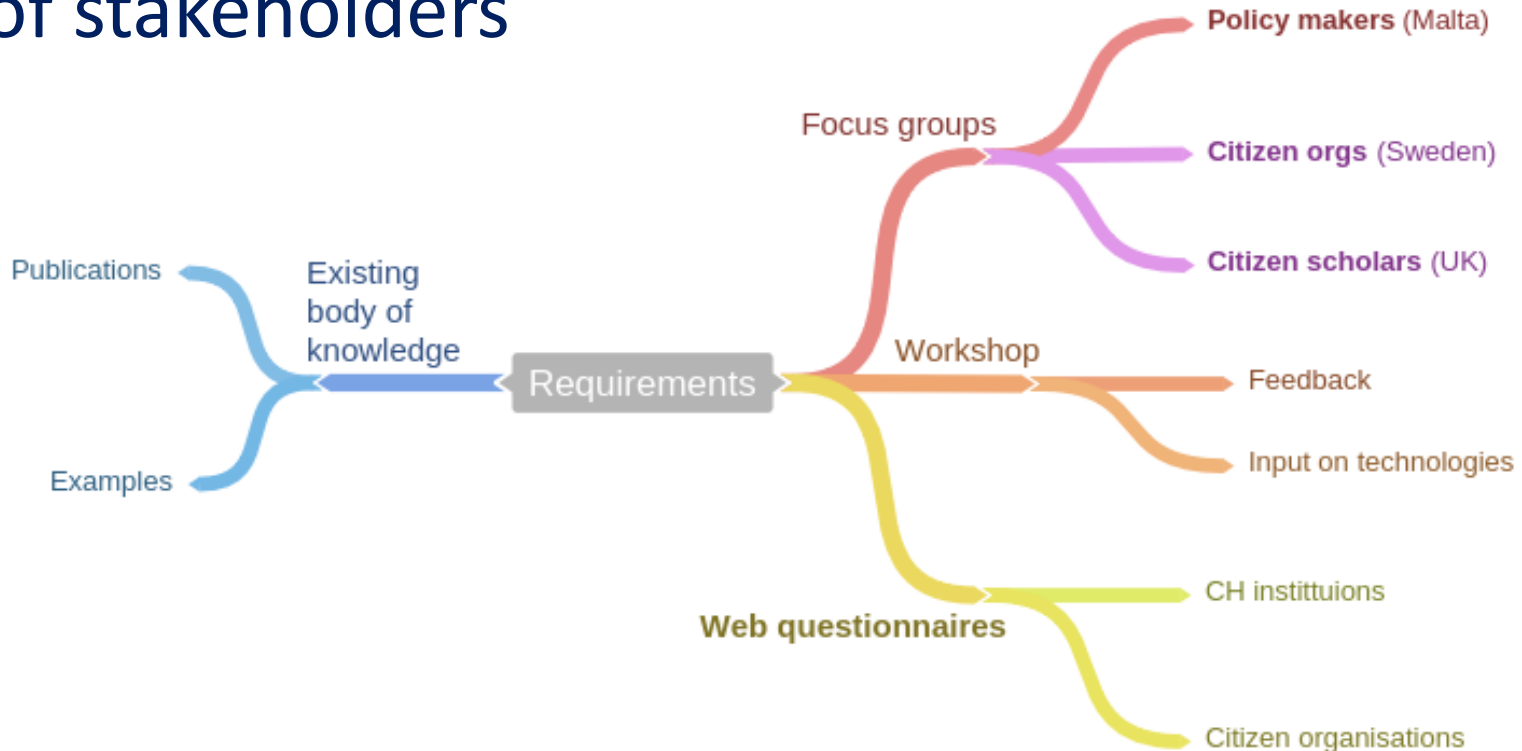 of stakeholders
Policy makers (Malta)
Focus groups
Citizen orgs (Sweden)
Citizen scholars (UK)
Publications
Existing
body of
knowledge
Examples
Requirements
Workshop
Feedback
Input on technologies
Web questionnaires
CH instittuions
Citizen organisations